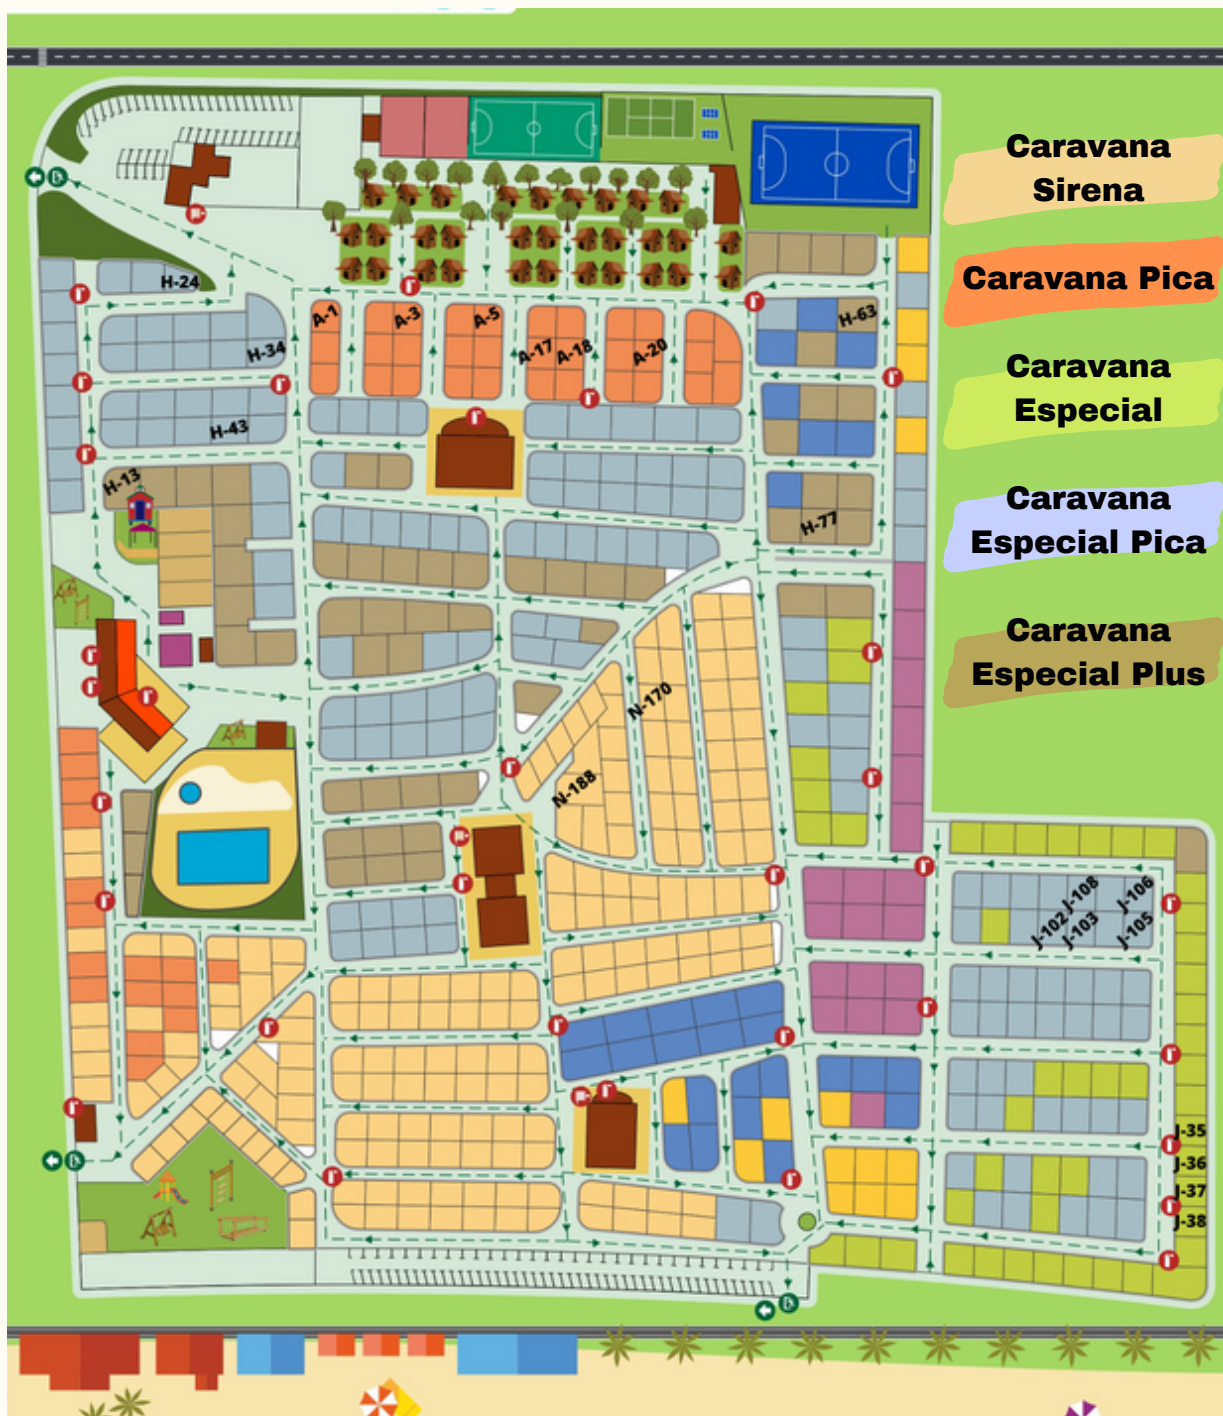 Caravana
Sirena
Caravana Pica
Caravana
Especial
Caravana
Especial Pica
Caravana
Especial Plus
H-24
H-34
H-43
H-13
A-1
A-3
A-5
A-17
A-18
A-20
H-63
H-77
N-170
N-188
J-108
J-106
J-102
J-103
J-105
J-35
J-36
J-37
J-38